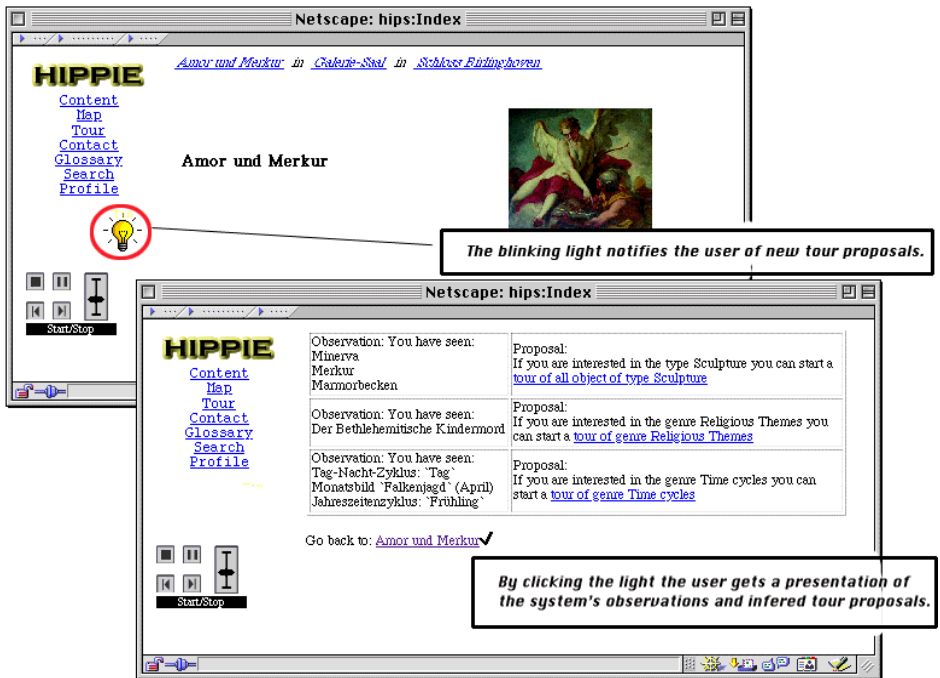 Netscape: hips:Index
Amor und Merkur in Galerie-Saal in Schloss Birlinghoven
HIPPIE
Content
Map
Tour
Contact
Glossary
Search
Profile
Amor und Merkur
The blinking light notifies the user of new tour proposals.
Start/Stop
Netscape: hips:Index
HIPPIE
Content
Map
Tour
Contact
Glossary
Search
Profile
Observation: You have seen:
Minerva
Merkur
Marmorbecken
Proposal:
If you are interested in the type Sculpture you can start a
tour of all object of type Sculpture
Observation: You have seen:
Der Bethlehemitische Kindermord
Proposal:
If you are interested in the genre Religious Themes you
can start a tour of genre Religious Themes
Observation: You have seen:
Tag-Nacht-Zyklus: `Tag`
Monatsbild `Falkenjagd` (April)
Jahreszeitenzyklus: `Frühling`
Proposal:
If you are interested in the genre Time cycles you can
start a tour of genre Time cycles
Go back to: Amor und Merkur
Start/Stop
By clicking the light the user gets a presentation of
the system's observations and infered tour proposals.